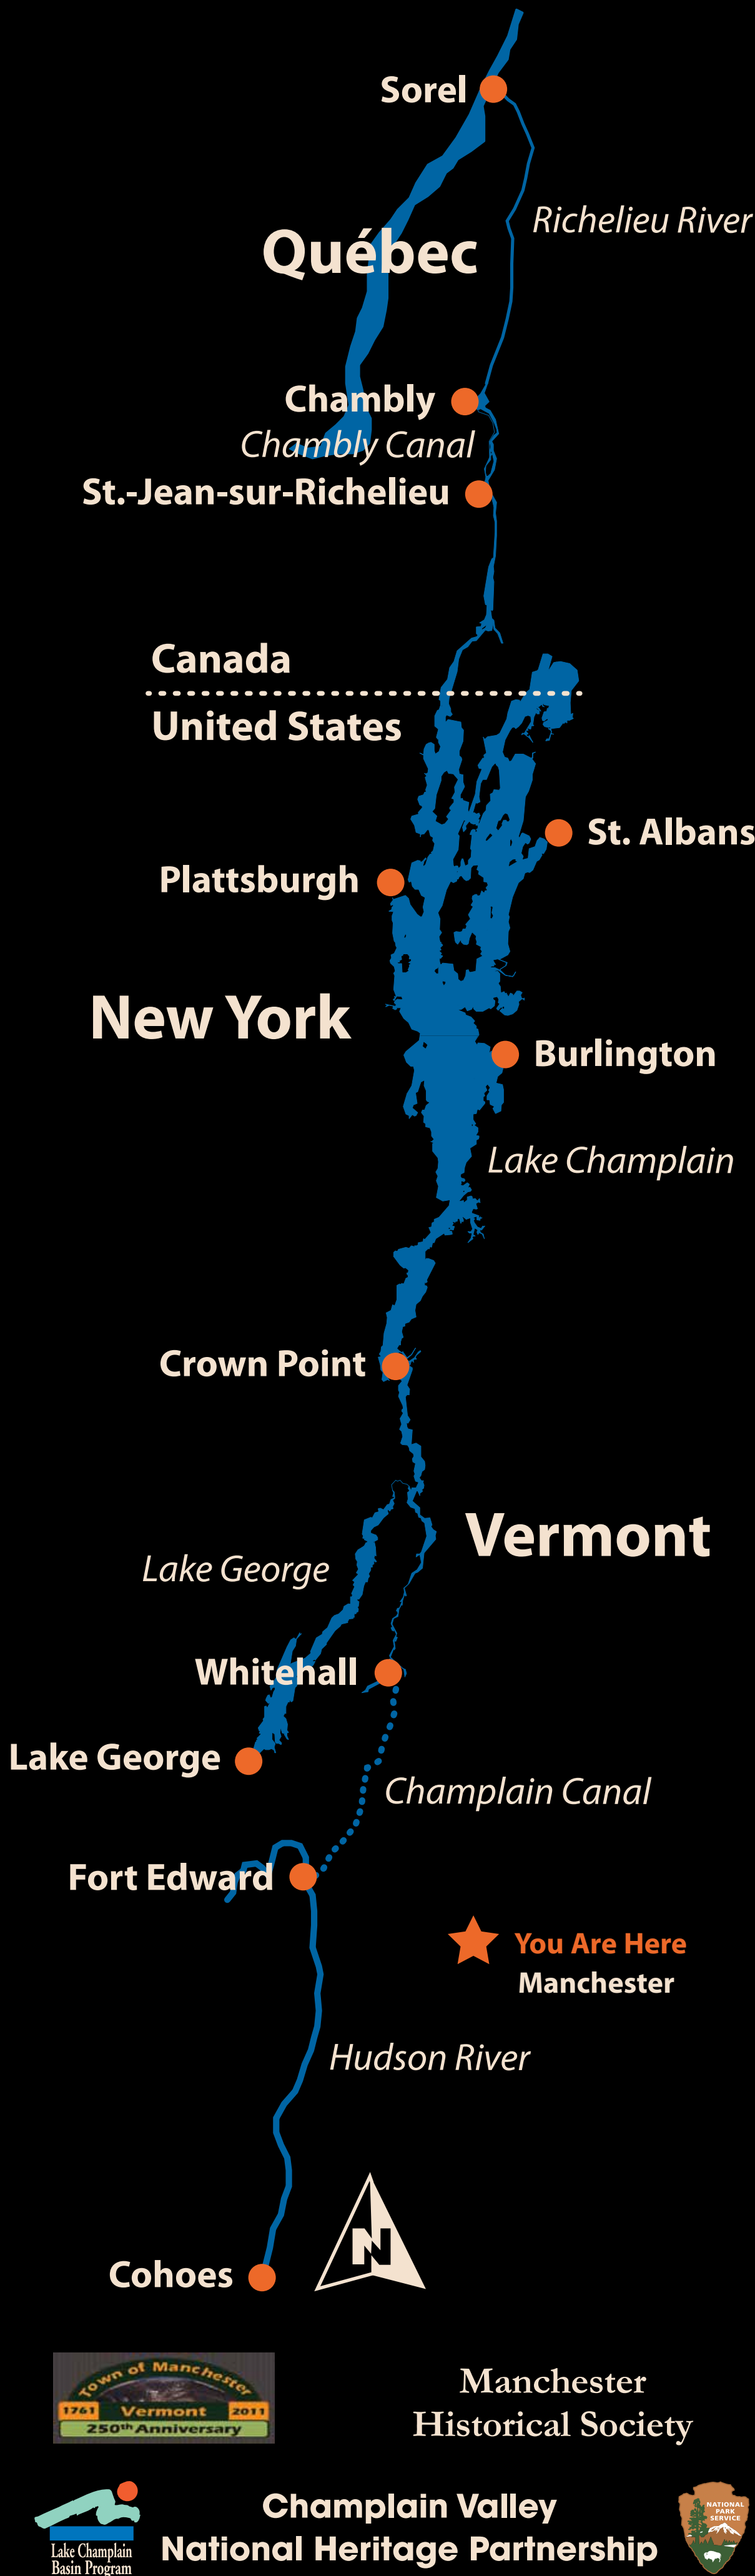 Sorel
Richelieu River
Québec
Chambly
Chambly Canal
St.-Jean-sur-Richelieu
Canada
United States
St. Albans
Plattsburgh
New York
Burlington
Lake Champlain
Crown Point
Vermont
Lake George
Whitehall
Lake George
Champlain Canal
Fort Edward
You Are Here
Manchester
Hudson River
N
Cohoes
Town of Manchester
1761 Vermont 2011
250th Anniversary
Manchester
Historical Society
Lake Champlain
Basin Program
Champlain Valley
National Heritage Partnership
NATIONAL
PARK
SERVICE